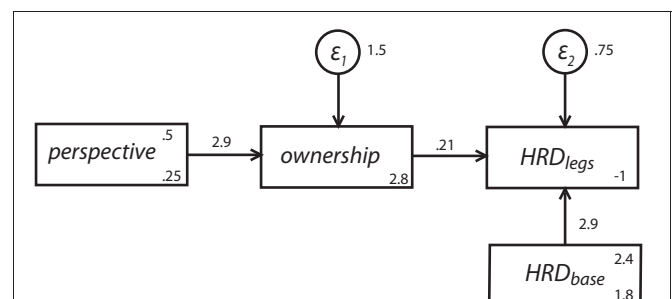 ε1 1.5
ε2 .75
perspective .5 .25
2.9
ownership 2.8
.21
HRDlegs -1
2.9
HRDbase 2.4 1.8